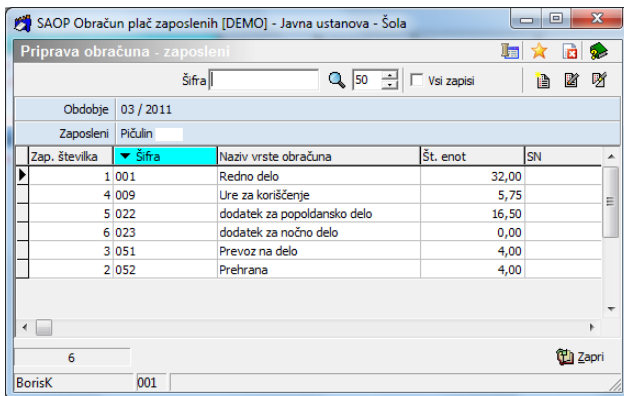 SAOP Obračun plač zaposlenih [DEMO] - Javna ustanova - Šola
Priprava obračuna - zaposleni
Šifra 50 Vsi zapisi
Obdobje 03 / 2011
Zaposleni Pičulin
Zap. številka Šifra Naziv vrste obračuna Št. enot SN
1 001 Redno delo 32,00
4 009 Ure za koriščenje 5,75
5 022 dodatek za popoldansko delo 16,50
6 023 dodatek za nočno delo 0,00
3 051 Prevoz na delo 4,00
2 052 Prehrana 4,00
6 Zapri
BorisK 001